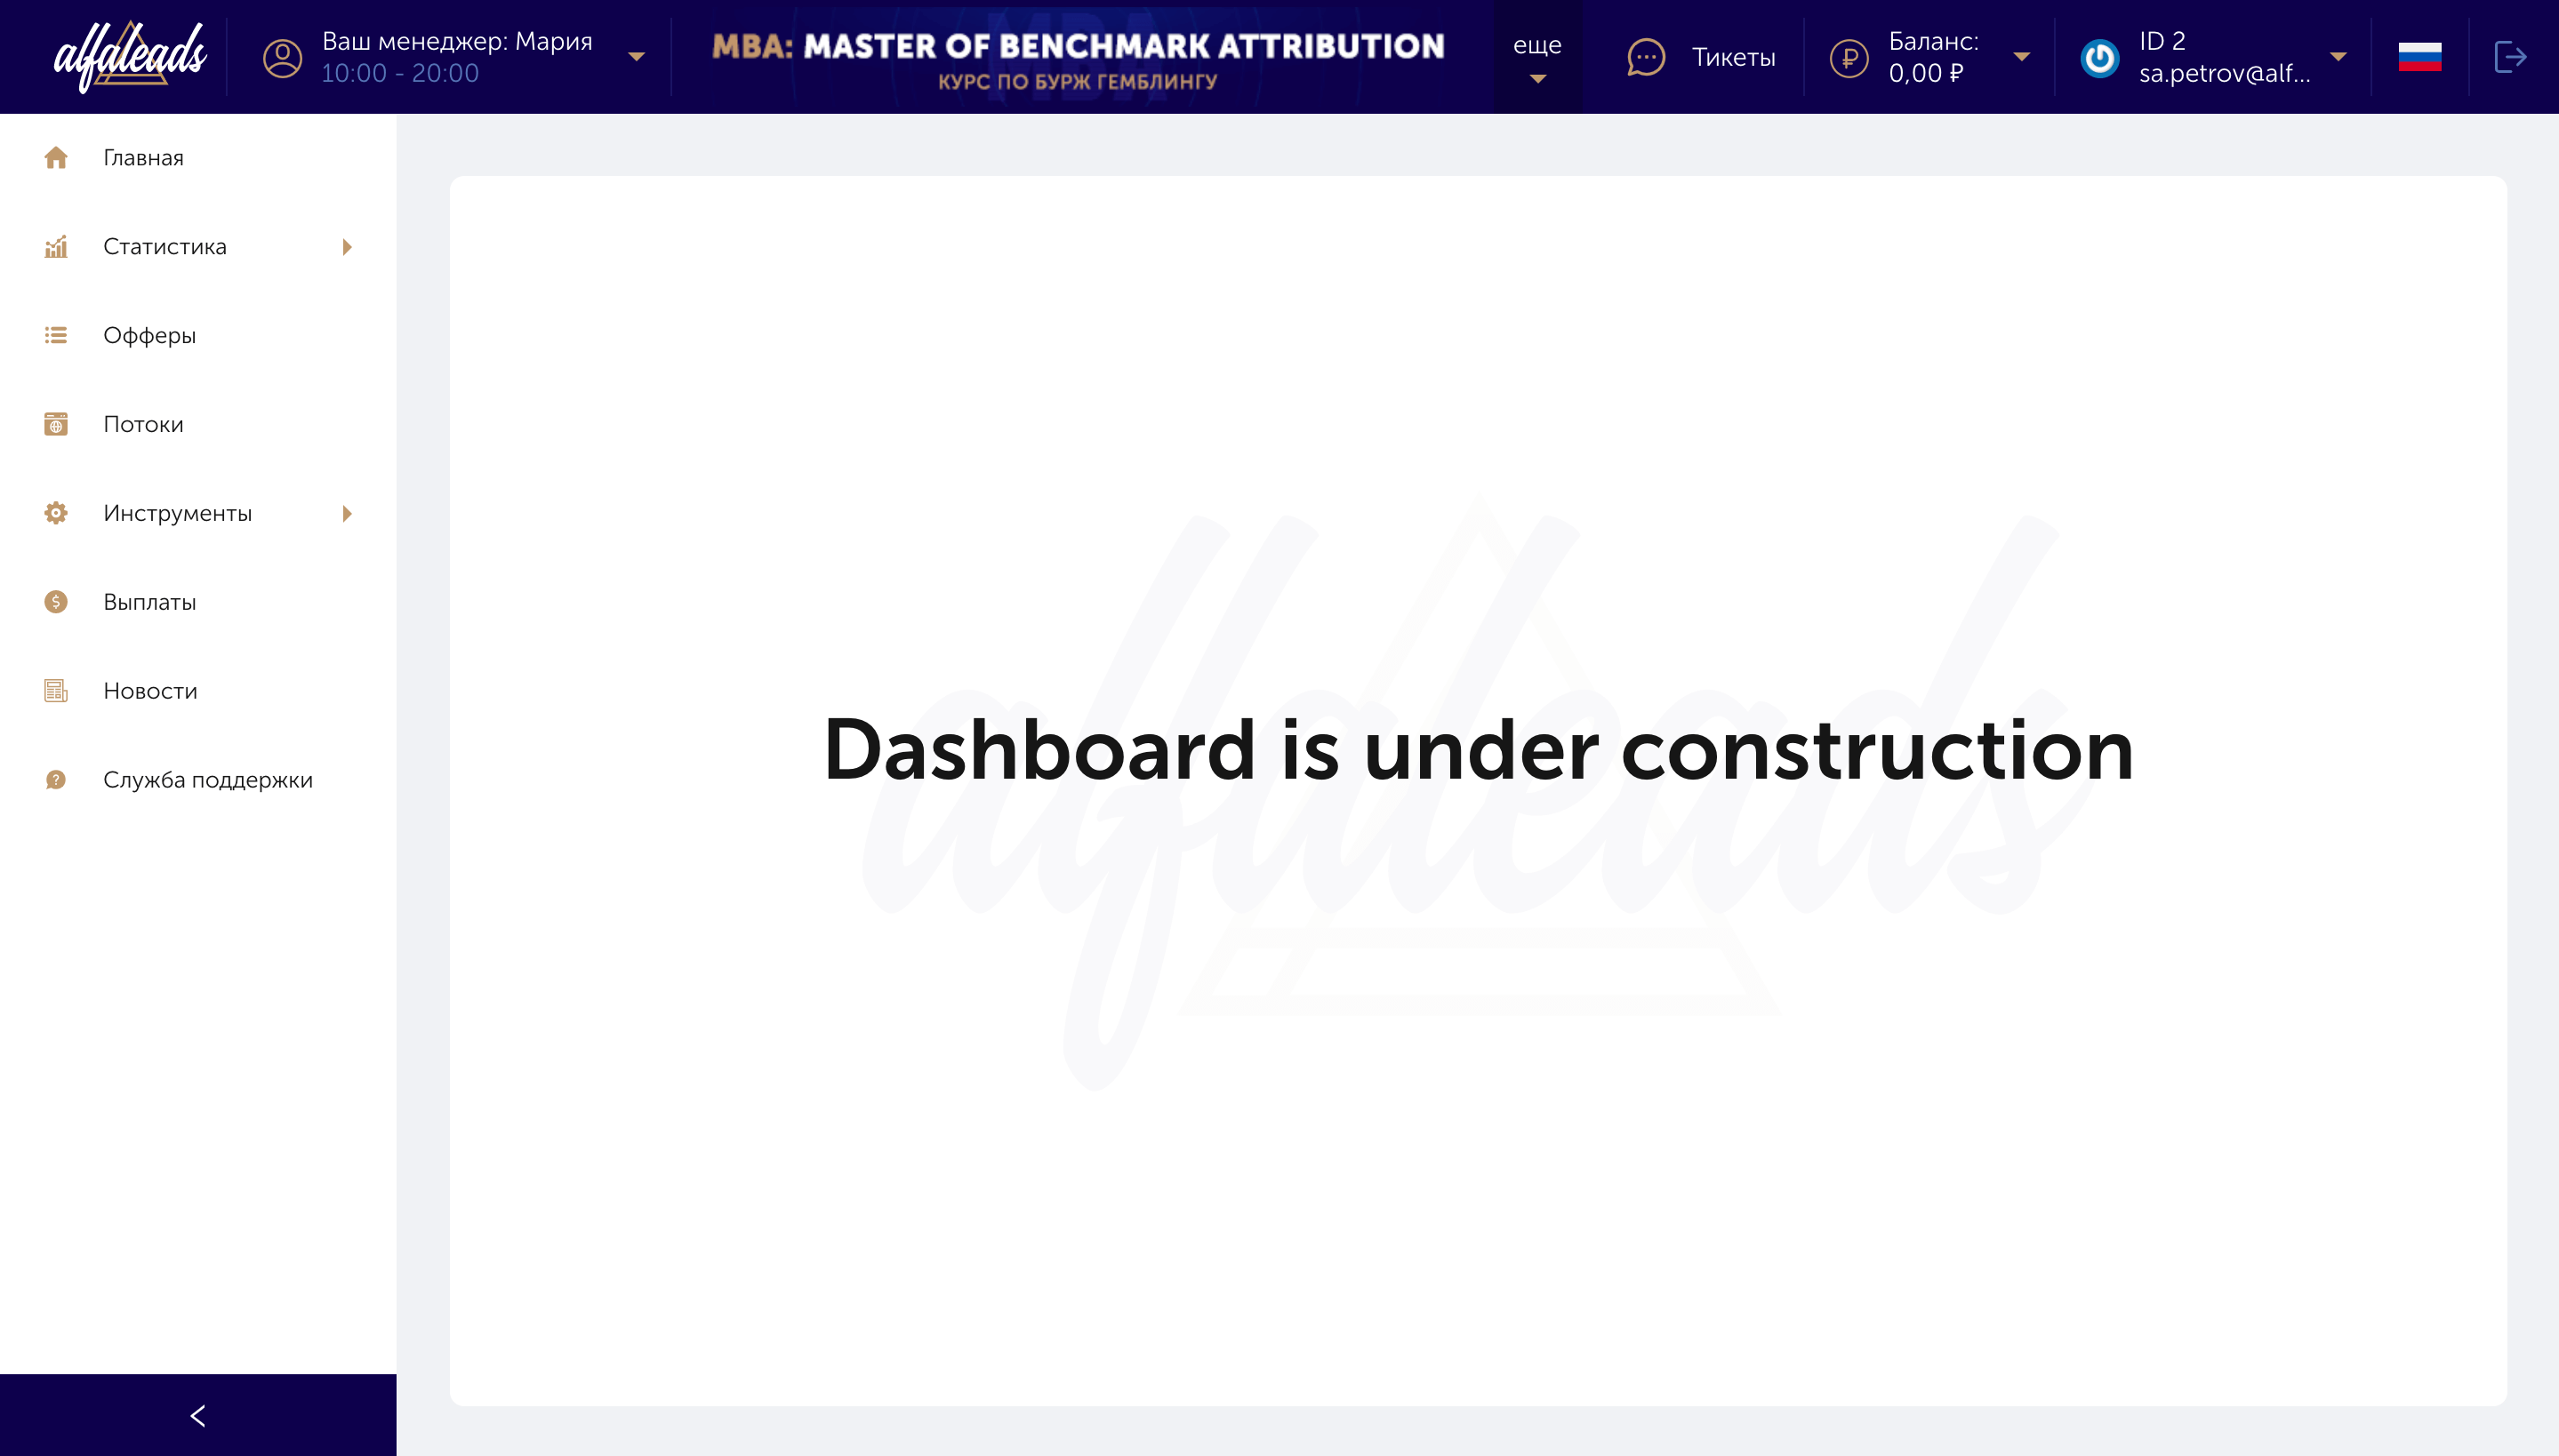 alfaleads
Ваш менеджер: Мария
10:00 - 20:00
MBA: MASTER OF BENCHMARK ATTRIBUTION
КУРС ПО БУРЖ ГЕМБЛИНГУ
еще
Тикеты
Баланс:
0,00 ₽
ID 2
sa.petrov@alf...
Главная
Статистика
Офферы
Потоки
Инструменты
Выплаты
Новости
Служба поддержки
alfaleads
Dashboard is under construction